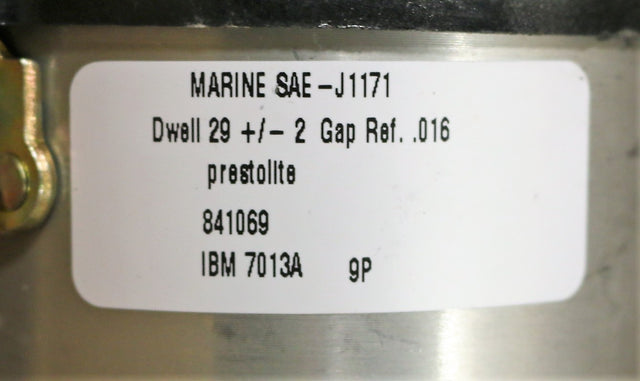 MARINE SAE-J1171
Dwell 29 +/- 2 Gap Ref. .016
prestolite
841069
IBM 7013A 9P